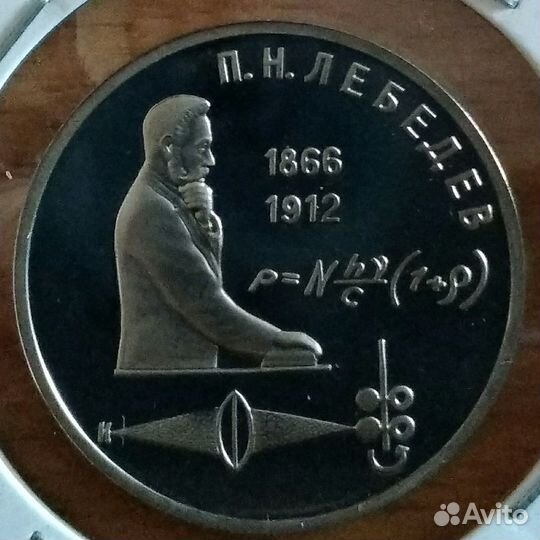 П. Н. ЛЕБЕДЕВ
1866
1912
P=N hν/c (1+ρ)
И
Avito